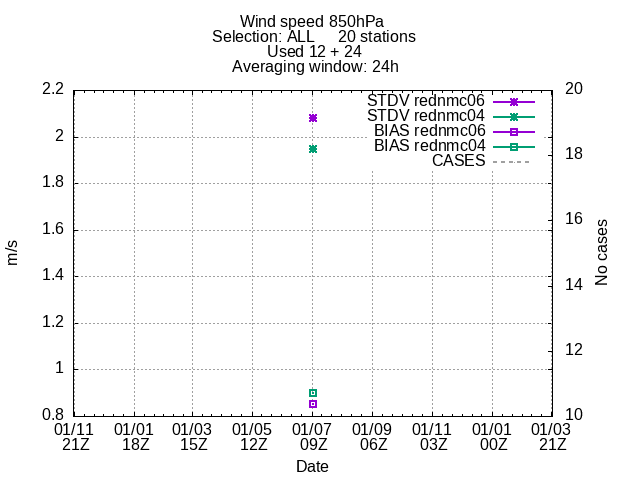 Wind speed 850hPa
Selection: ALL 20 stations
Used 12 + 24
Averaging window: 24h
STDV rednmc06
STDV rednmc04
BIAS rednmc06
BIAS rednmc04
CASES
2.2
2
1.8
1.6
1.4
1.2
1
0.8
m/s
20
18
16
14
12
10
No cases
01/11 01/01 01/03 01/05 01/07 01/09 01/11 01/01 01/03
21Z 18Z 15Z 12Z 09Z 06Z 03Z 00Z 21Z
Date